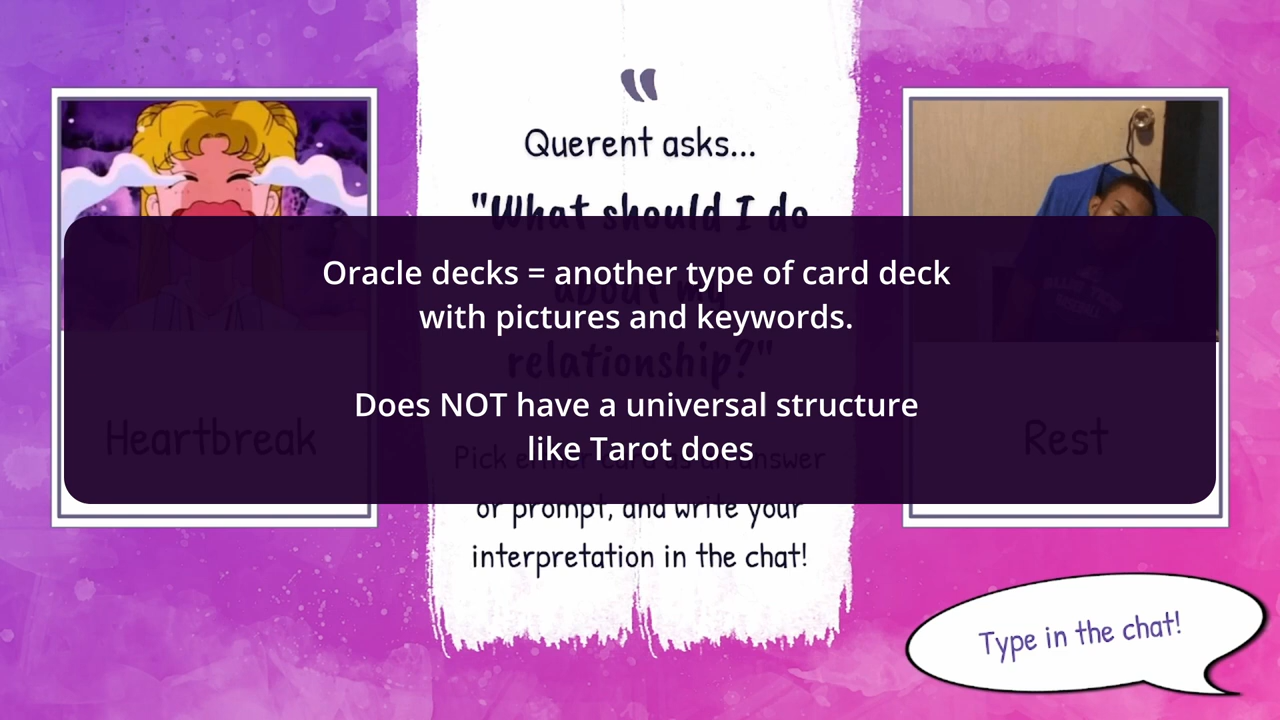 "
Querent asks...
"What should I do
about my
relationship?"
Oracle decks = another type of card deck
with pictures and keywords.
Does NOT have a universal structure
like Tarot does
Heartbreak
Rest
Pick either card as an answer
or prompt, and write your
interpretation in the chat!
Type in the chat!